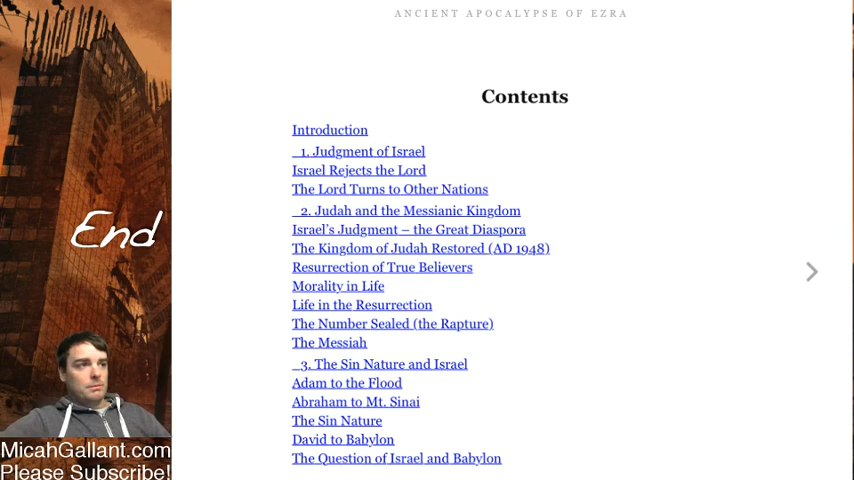 ANCIENT APOCALYPSE OF EZRA
Contents
Introduction
1. Judgment of Israel
Israel Rejects the Lord
The Lord Turns to Other Nations
2. Judah and the Messianic Kingdom
Israel's Judgment – the Great Diaspora
The Kingdom of Judah Restored (AD 1948)
Resurrection of True Believers
Morality in Life
Life in the Resurrection
The Number Sealed (the Rapture)
The Messiah
3. The Sin Nature and Israel
Adam to the Flood
Abraham to Mt. Sinai
The Sin Nature
David to Babylon
The Question of Israel and Babylon
End
MicahGallant.com
Please Subscribe!